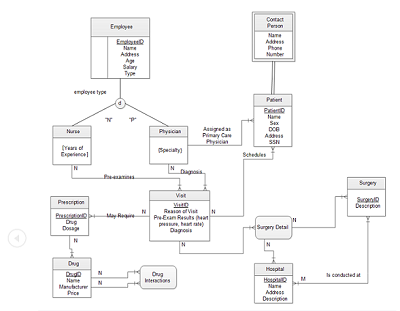 Employee
EmployeeID
Name
Address
Age
Salary
Type
Contact
Person
Name
Address
Phone
Number
employee type
d
"N"
"P"
Nurse
[Years of
Experience]
N
Physician
[Specialty]
N
Assigned as
Primary Care
Physician
Patient
PatientID
Name
Sex
DOB
Address
SSN
Schedules
Diagnosis
Pre-examines
Visit
VisitID
Reason of Visit
Pre-Exam Results (heart
pressure, heart rate)
Diagnosis
N
N
N
May Require
Prescription
PrescriptionID
Drug
Dosage
N
Surgery Detail
N
N
Surgery
SurgeryID
Description
Drug
DrugID
Name
Manufacturer
Price
N
N
Drug
Interactions
Hospital
HospitalID
Name
Address
Description
M
Is conducted at